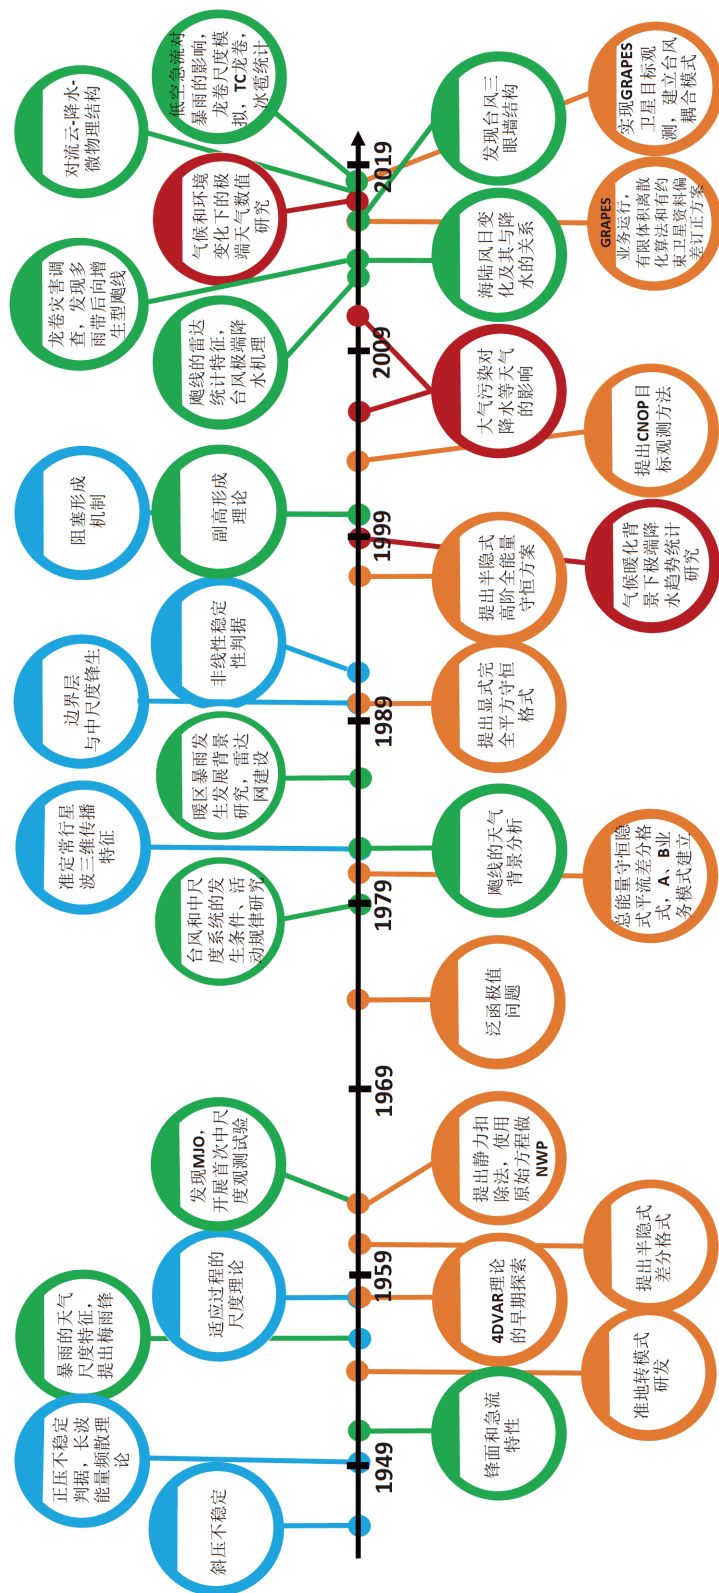 斜压不稳定
正压不稳定
判据，长波
能量频散理
论
暴雨的天气
尺度特征，
提出梅雨锋
适应过程的
尺度理论
发现MJO，
开展首次中尺
度观测试验
台风和中尺
度系统的发
生条件、活
动规律研究
准定常行星
波三维传播
特征
暖区暴雨发
生发展背景
研究，雷达
网建设
边界层
与中尺度锋生
非线性稳定
性判据
副高形成
理论
阻塞形成
机制
飑线的雷达
统计特征，
台风极端降
水机理
龙卷灾害调
查，发现多
雨带后向增
生型飑线
气候和环境
变化下的极
端天气数值
研究
对流云-降水-
微物理结构
低空急流对
暴雨的影响，
龙卷尺度模
拟，TC龙卷，
冰雹统计
1949
1959
1969
1979
1989
1999
2009
2019
锋面和急流
特性
准地转模式
研发
4DVAR理论
的早期探索
提出半隐式
差分格式
提出静力扣
除法，使用
原始方程做
NWP
泛函极值
问题
总能量守恒隐
式平流差分格
式，A、B业
务模式建立
飑线的天气
背景分析
提出显式完
全平方守恒
格式
提出半隐式
高阶全能量
守恒方案
气候暖化背
景下极端降
水趋势统计
研究
提出CNOP目
标观测方法
大气污染对
降水等天气
的影响
海陆风日变
化及其与降
水的关系
GRAPES
业务运行，
有限体积离散
化算法和有约
束卫星资料偏
差订正方案
发现台风三
眼墙结构
实现GRAPES
卫星目标观
测，建立台风
耦合模式